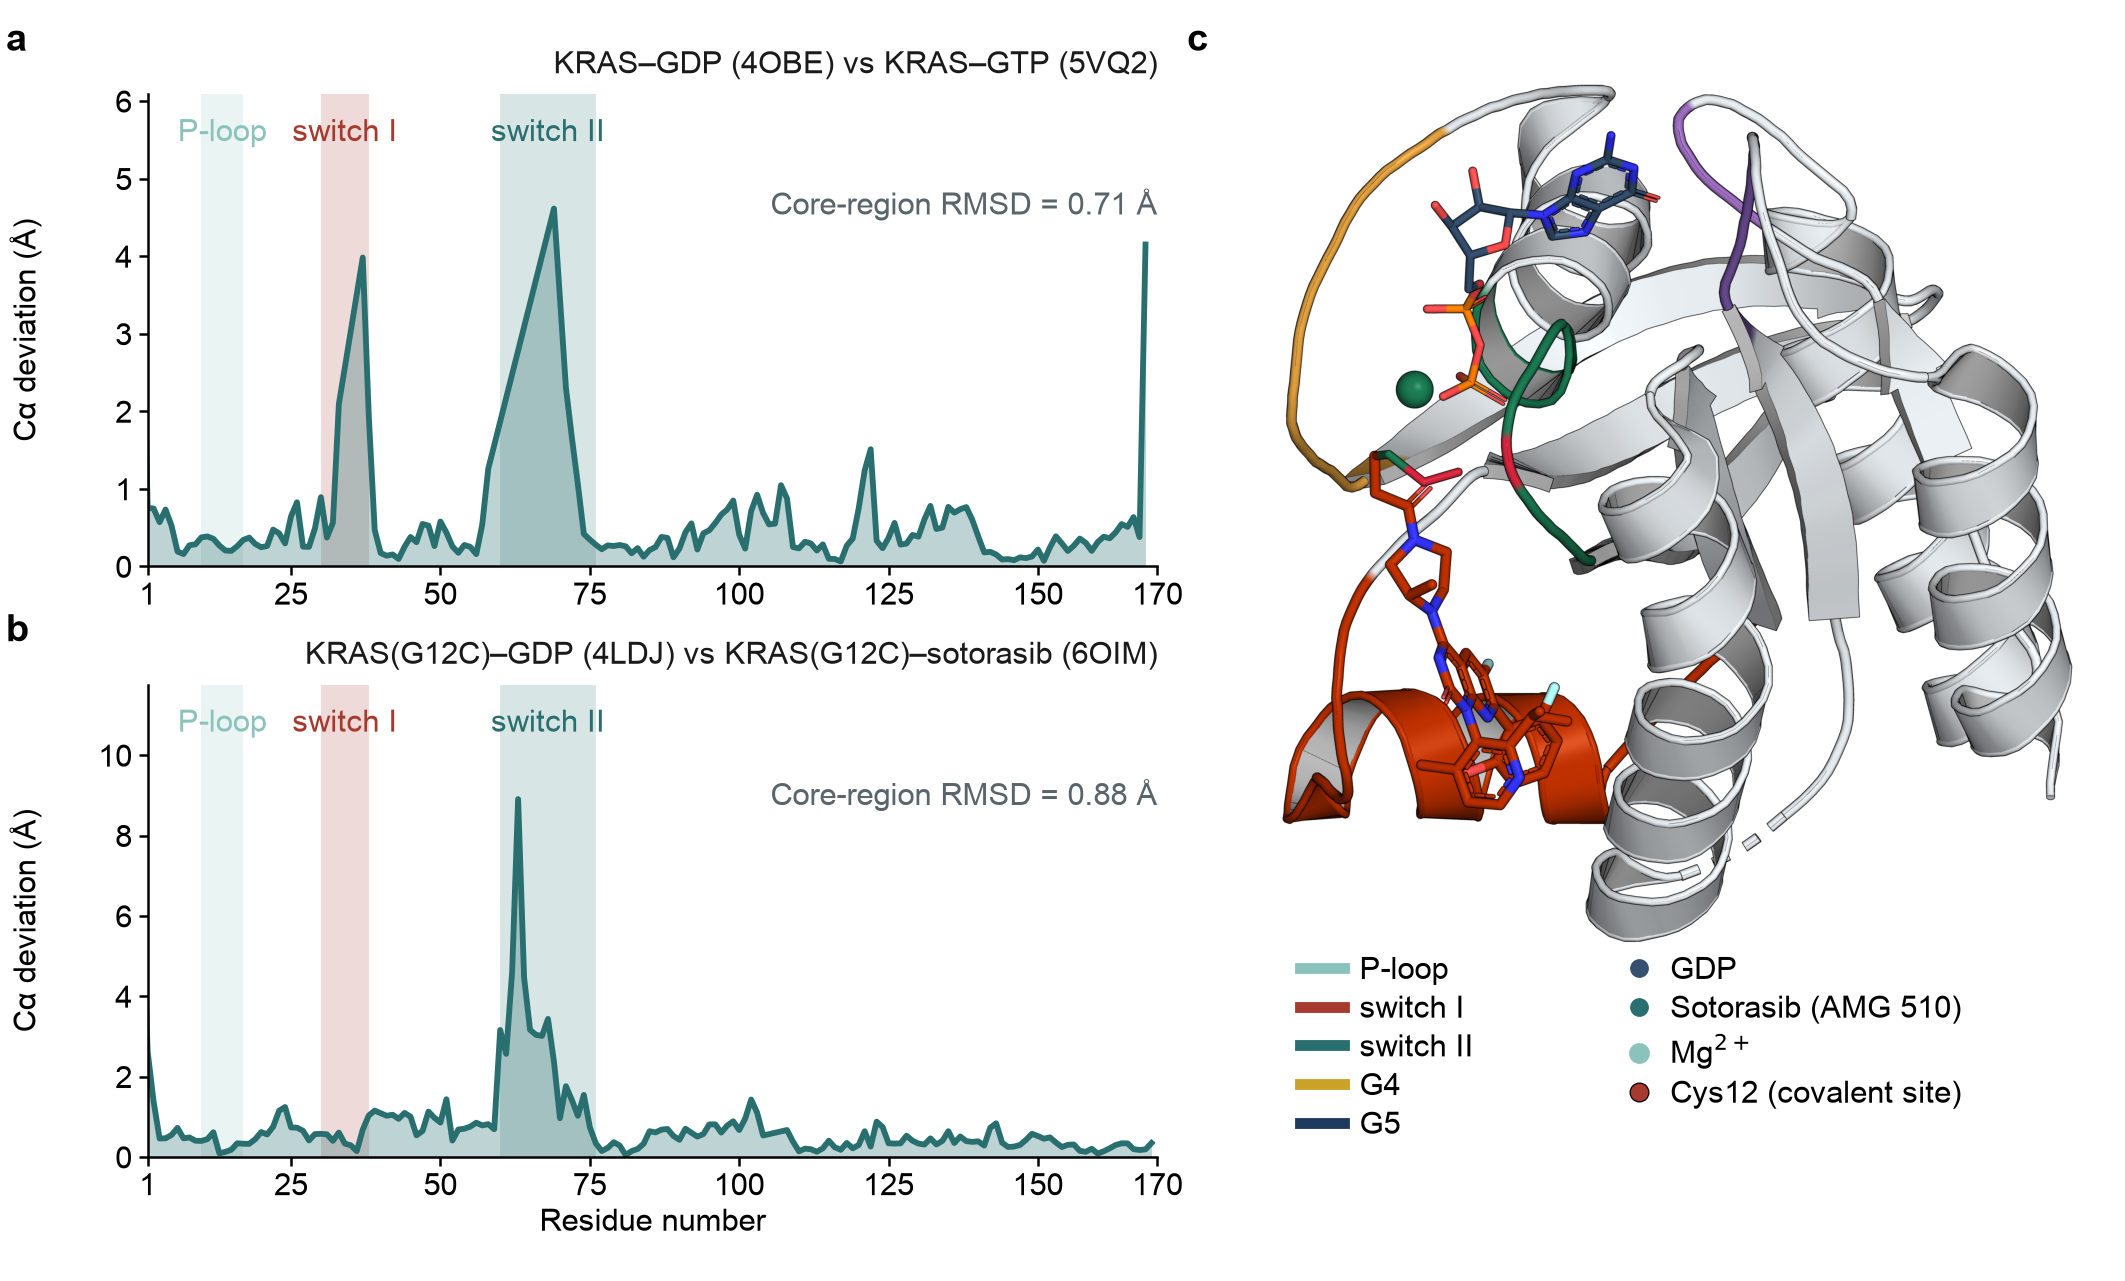 a
KRAS–GDP (4OBE) vs KRAS–GTP (5VQ2)
P-loop switch I switch II
Core-region RMSD = 0.71 Å
Cα deviation (Å)
6
5
4
3
2
1
0
1 25 50 75 100 125 150 170
b
KRAS(G12C)–GDP (4LDJ) vs KRAS(G12C)–sotorasib (6OIM)
P-loop switch I switch II
Core-region RMSD = 0.88 Å
Cα deviation (Å)
10
8
6
4
2
0
1 25 50 75 100 125 150 170
Residue number
c
P-loop
switch I
switch II
G4
G5
GDP
Sotorasib (AMG 510)
Mg²⁺
Cys12 (covalent site)